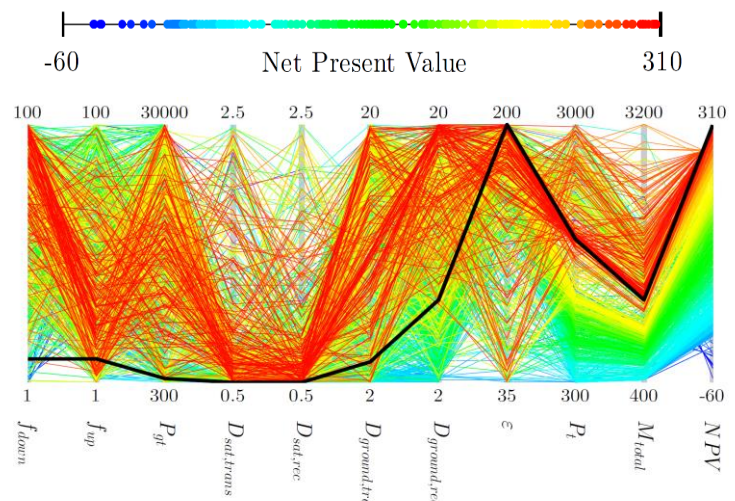 -60 Net Present Value 310
100 100 30000 2.5 2.5 20 20 200 3000 3200 310
1 1 300 0.5 0.5 2 2 35 300 400 -60
f_down f_up P_gt D_sat,trans D_sat,rec D_ground,tra D_ground,re ε P_t M_total NPV